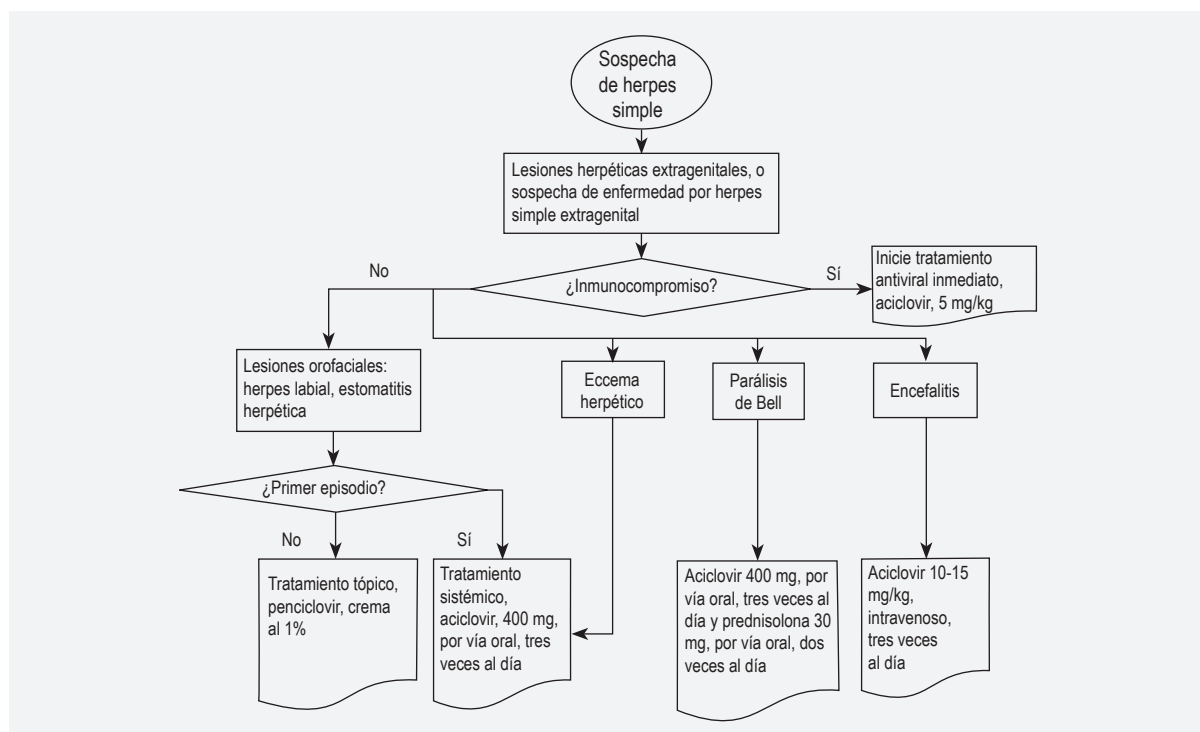 Sospecha
de herpes
simple
Lesiones herpéticas extragenitales, o
sospecha de enfermedad por herpes
simple extragenital
No
¿Inmunocompromiso?
Sí
Inicie tratamiento
antiviral inmediato,
aciclovir, 5 mg/kg
Lesiones orofaciales:
herpes labial, estomatitis
herpética
Eccema
herpético
Parálisis
de Bell
Encefalitis
¿Primer episodio?
No
Sí
Tratamiento tópico,
penciclovir, crema
al 1%
Tratamiento
sistémico,
aciclovir, 400 mg,
por vía oral, tres
veces al día
Aciclovir 400 mg, por
vía oral, tres veces al
día y prednisolona 30
mg, por vía oral, dos
veces al día
Aciclovir 10-15
mg/kg,
intravenoso,
tres veces
al día